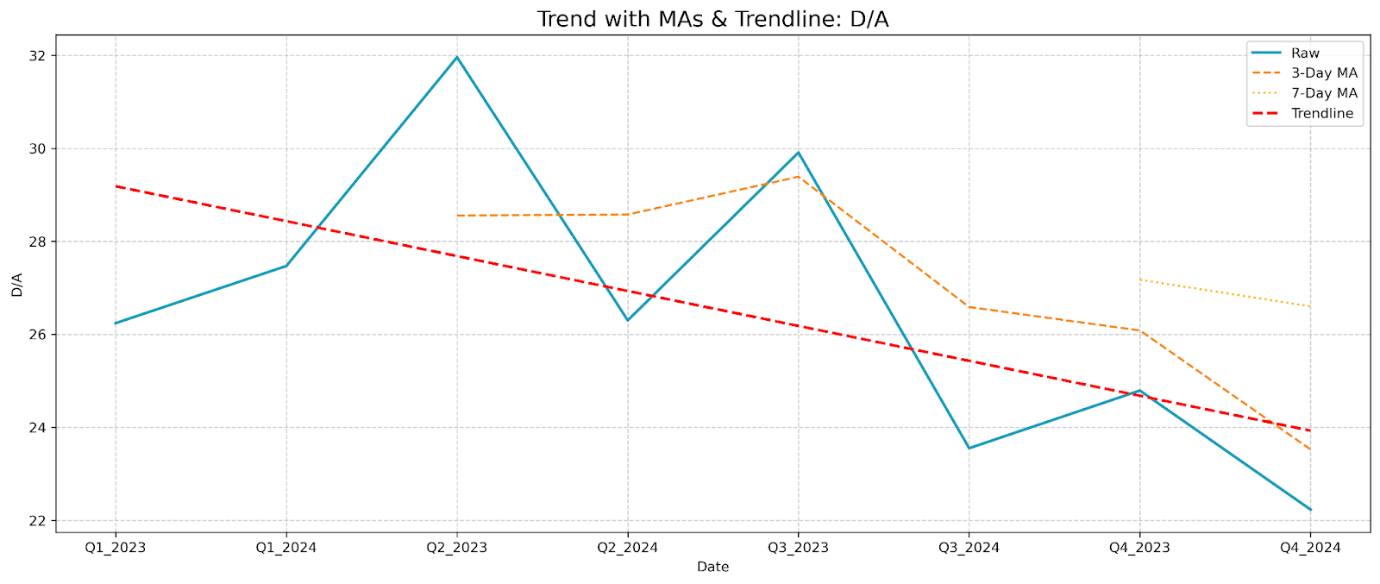 Trend with MAs & Trendline: D/A
Raw
3-Day MA
7-Day MA
Trendline
32
30
28
26
24
22
D/A
Q1_2023 Q1_2024 Q2_2023 Q2_2024 Q3_2023 Q3_2024 Q4_2023 Q4_2024
Date